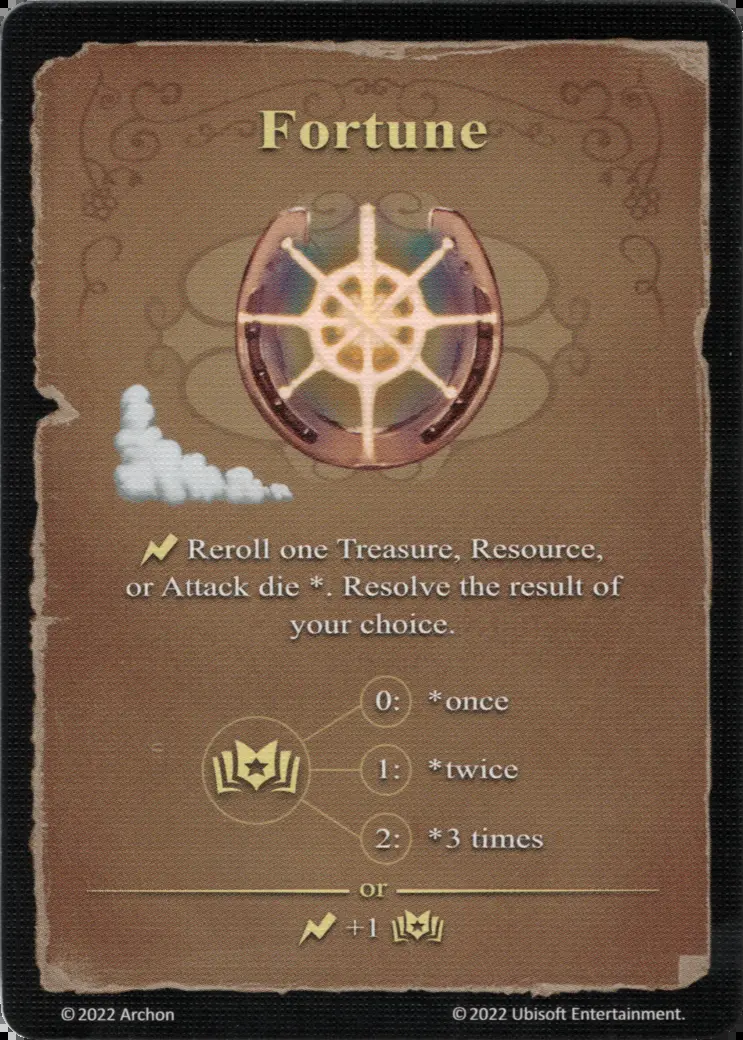 Fortune
Reroll one Treasure, Resource,
or Attack die *. Resolve the result of
your choice.
0: *once
1: *twice
2: *3 times
or
+1
© 2022 Archon
© 2022 Ubisoft Entertainment.